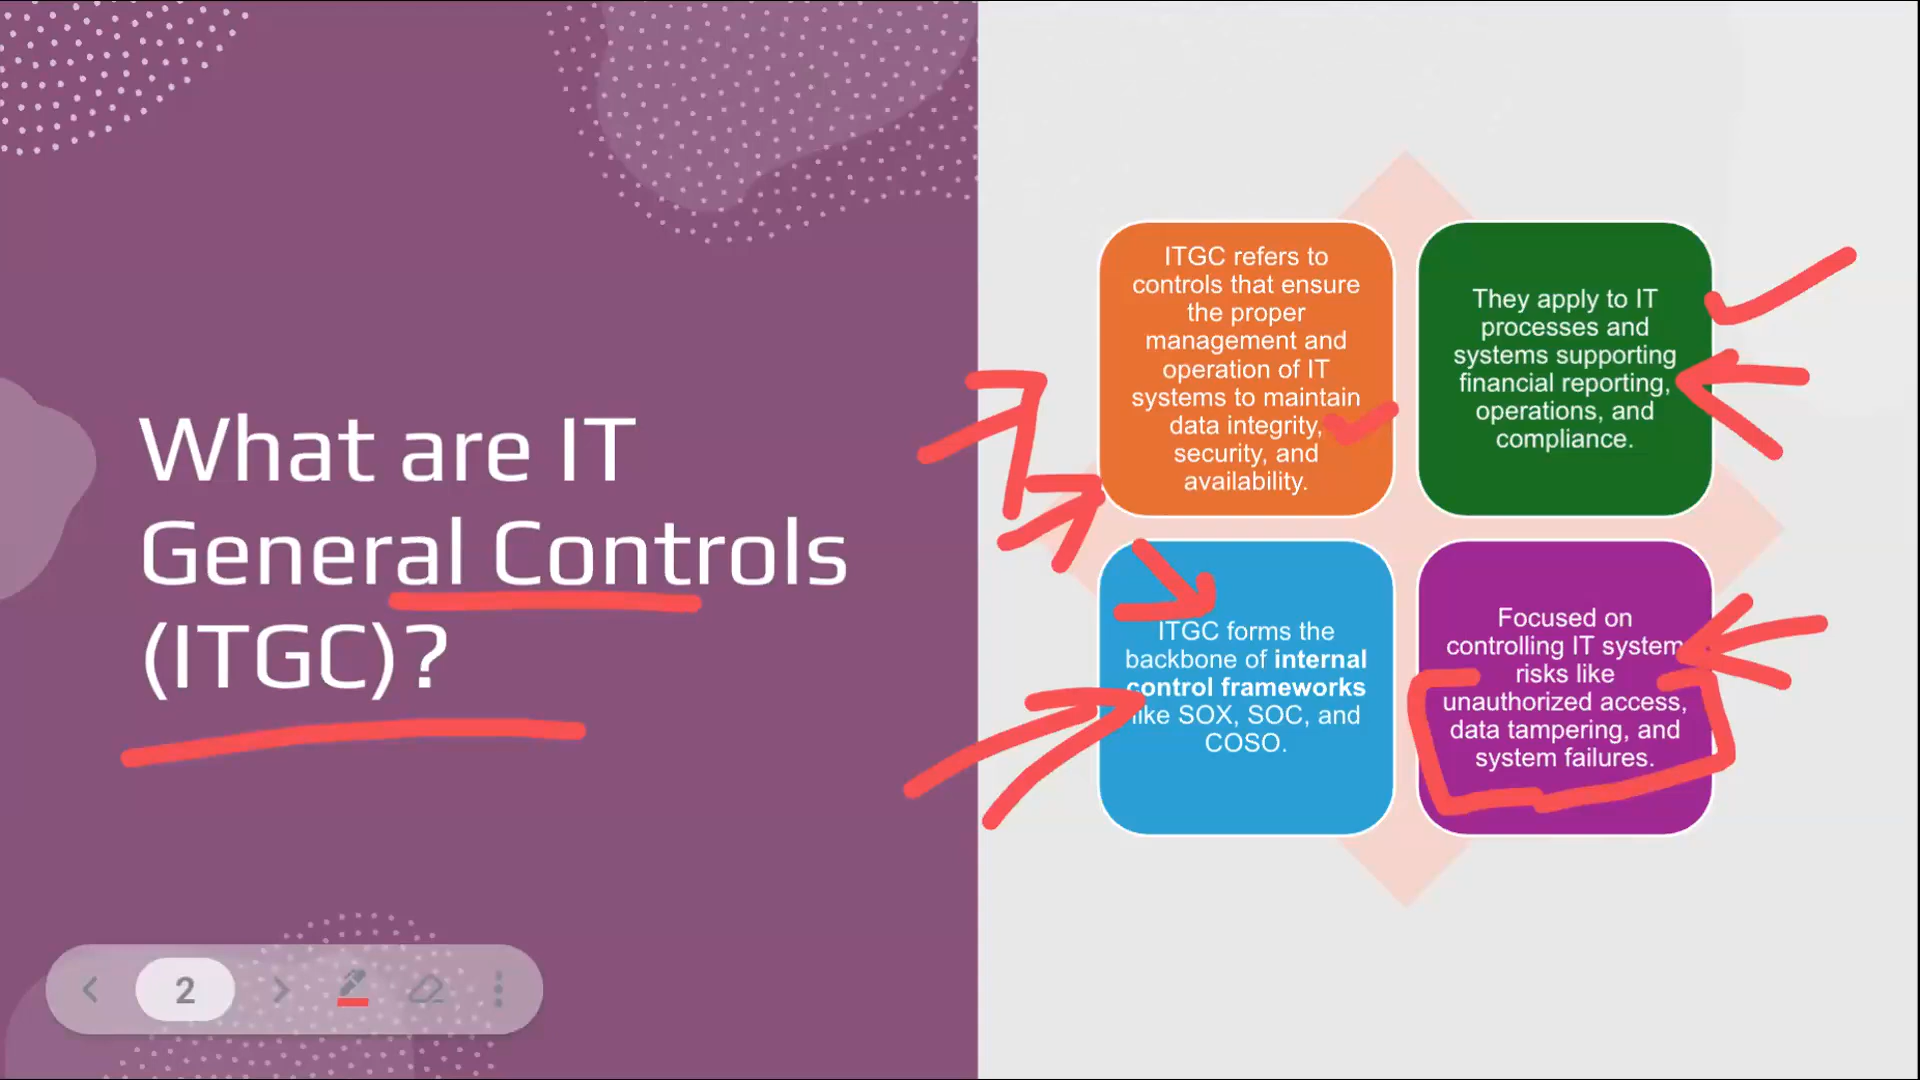 What are IT
General Controls
(ITGC)?
ITGC refers to
controls that ensure
the proper
management and
operation of IT
systems to maintain
data integrity,
security, and
availability.
They apply to IT
processes and
systems supporting
financial reporting,
operations, and
compliance.
ITGC forms the
backbone of internal
control frameworks
like SOX, SOC, and
COSO.
Focused on
controlling IT system
risks like
unauthorized access,
data tampering, and
system failures.
2